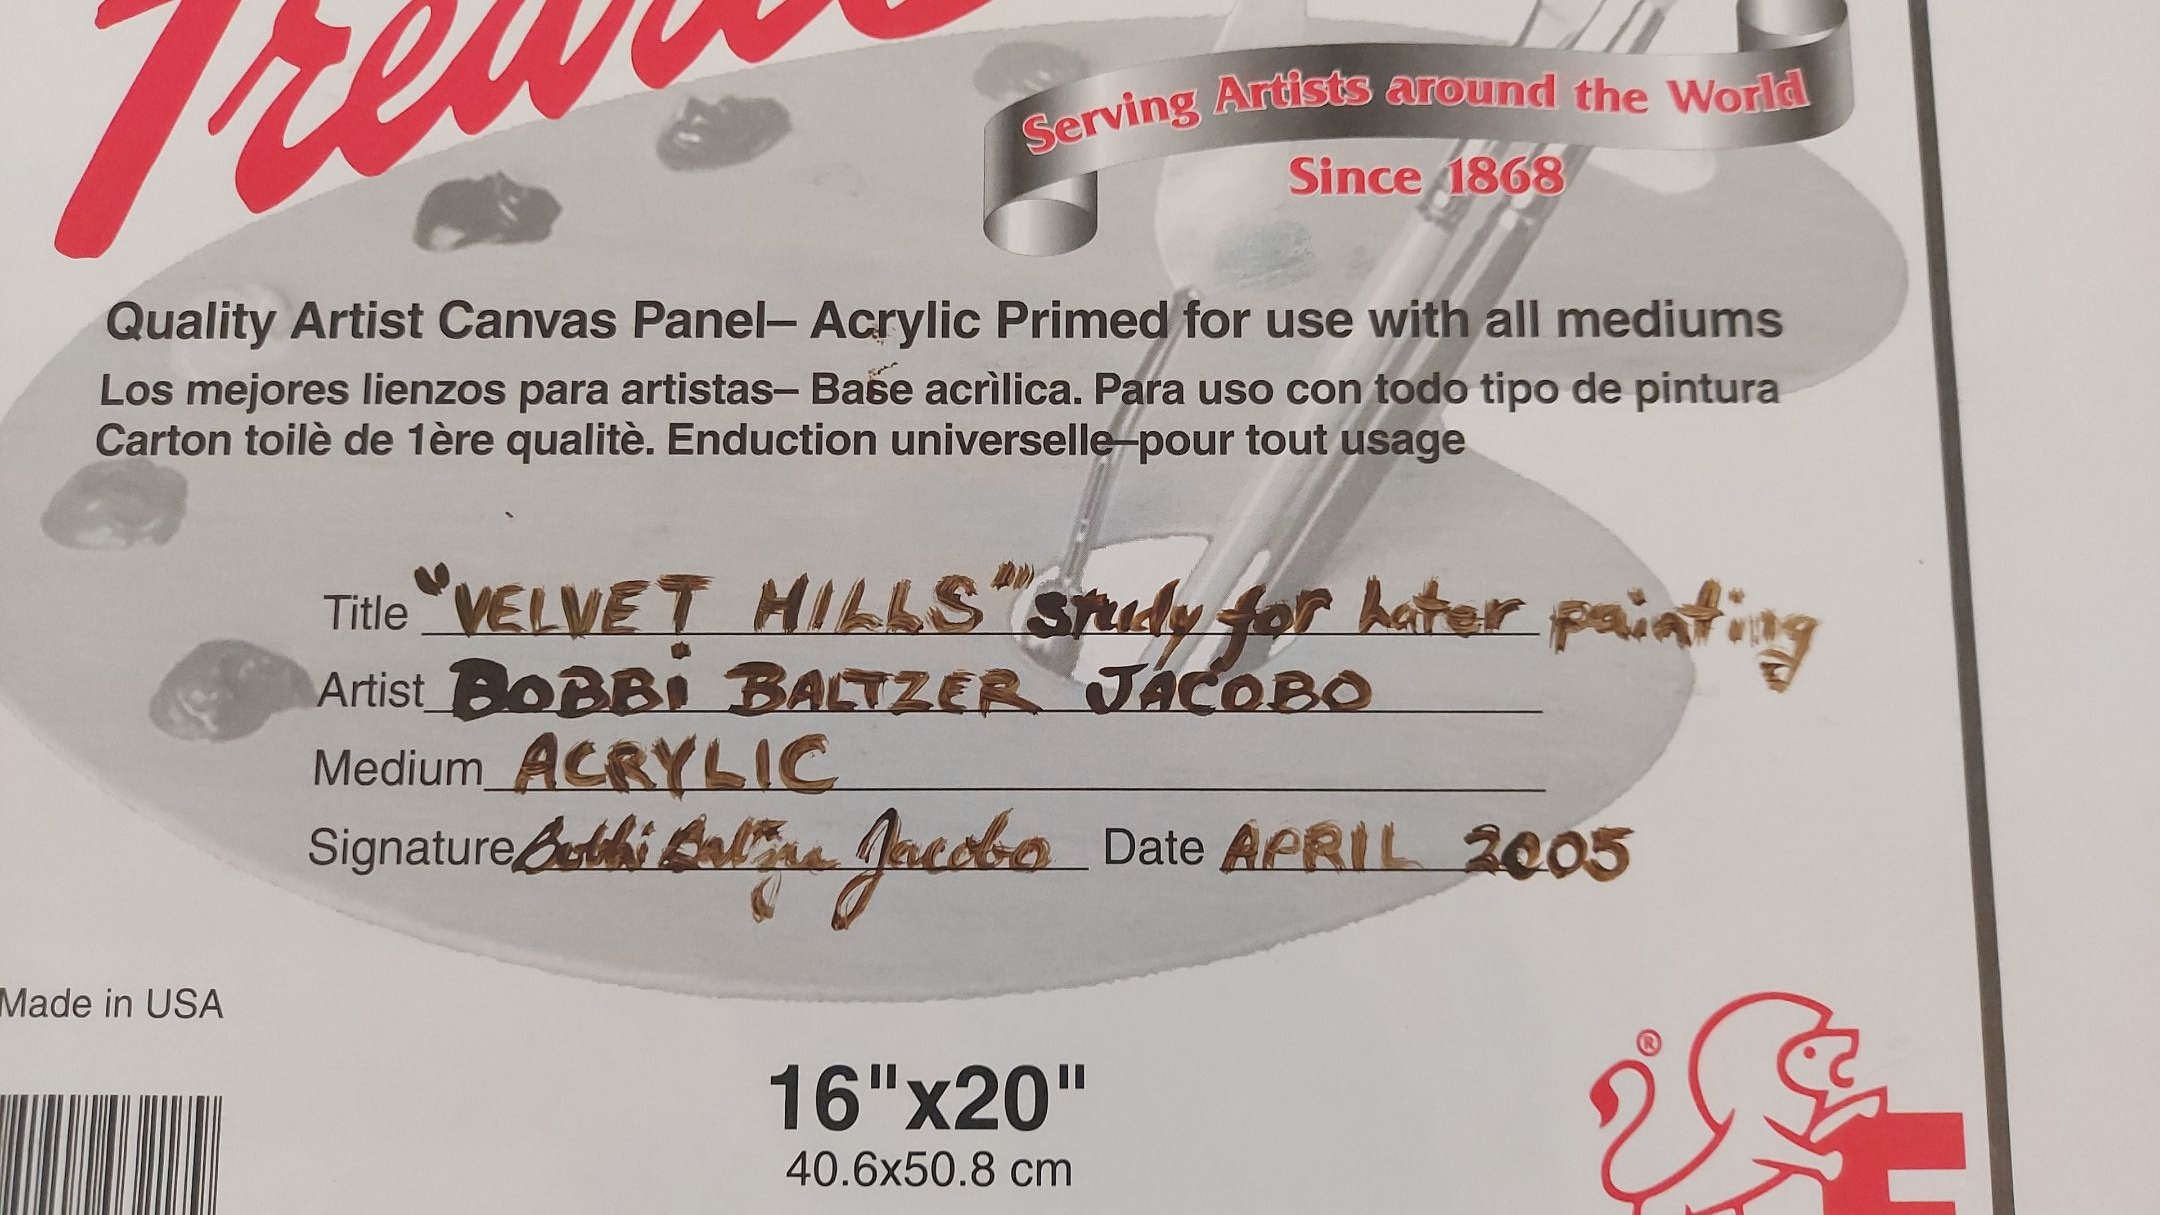 Serving Artists around the World
Since 1868
Quality Artist Canvas Panel– Acrylic Primed for use with all mediums
Los mejores lienzos para artistas– Base acrìlica. Para uso con todo tipo de pintura
Carton toilè de 1ère qualitè. Enduction universelle–pour tout usage
Title "VELVET HILLS" study for later painting
Artist BOBBi BALTZER JACOBO
Medium ACRYLIC
Signature Bobbi Baltzer Jacobo Date APRIL 2005
Made in USA
16"x20"
40.6x50.8 cm
®